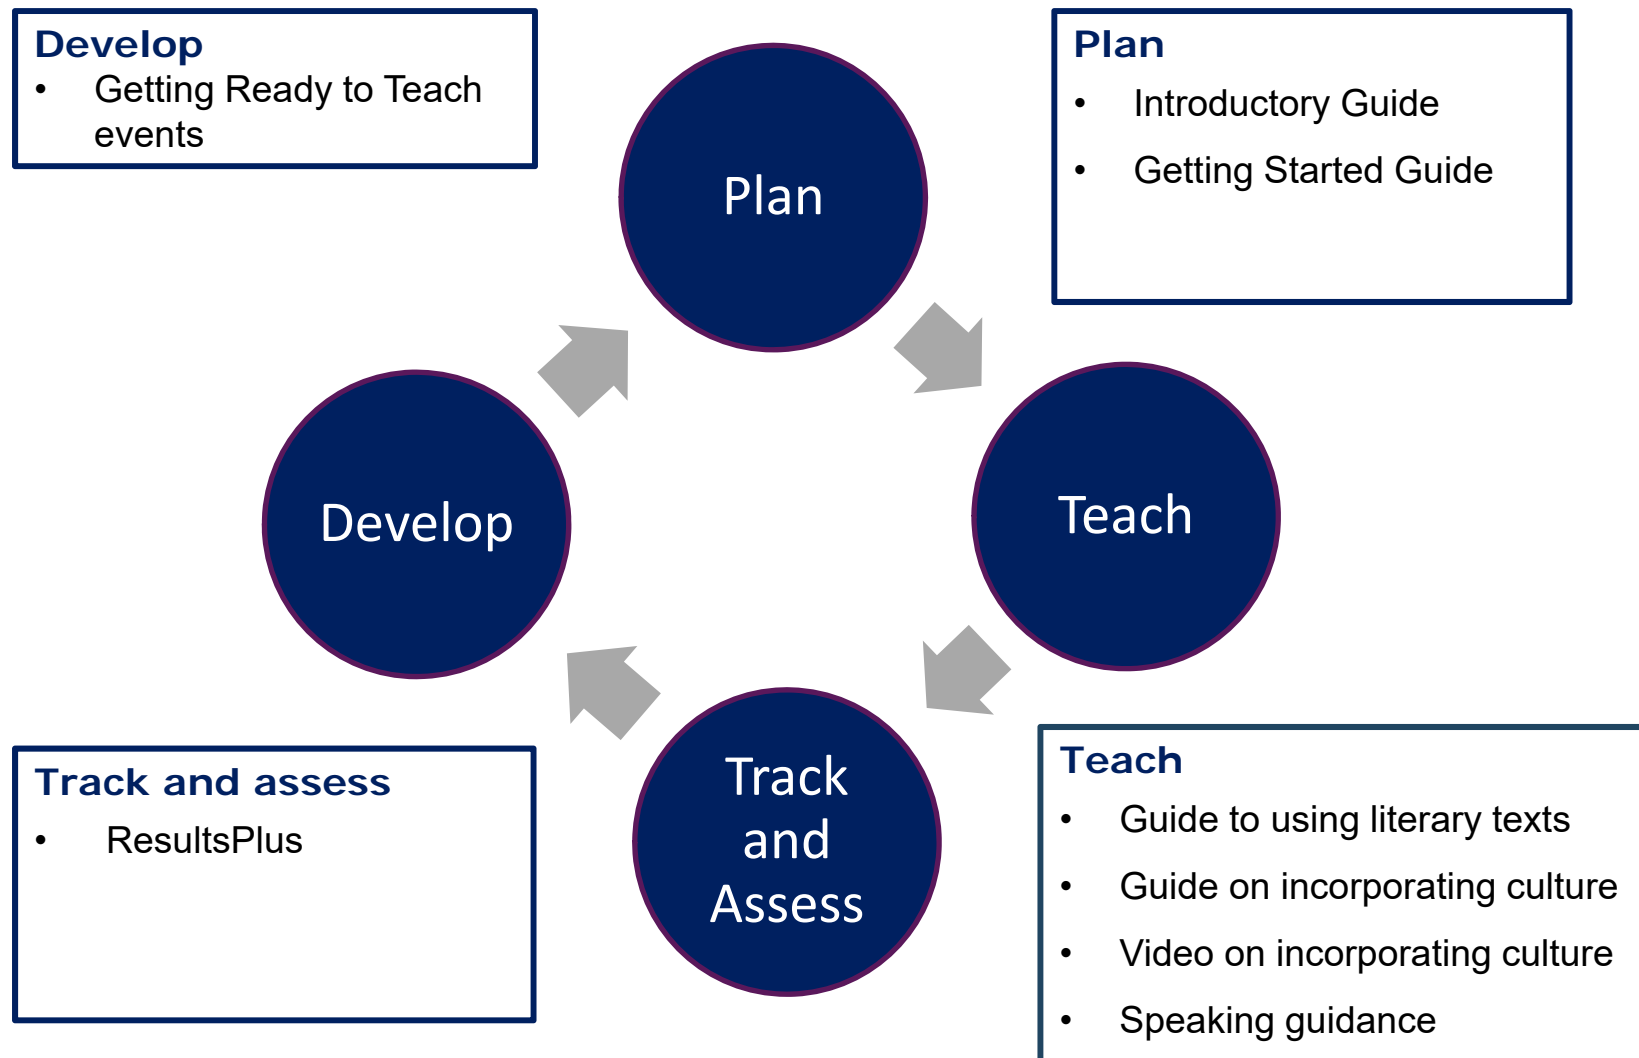 Develop
• Getting Ready to Teach
events
Plan
• Introductory Guide
• Getting Started Guide
Plan
Teach
Track
and
Assess
Develop
Track and assess
• ResultsPlus
Teach
• Guide to using literary texts
• Guide on incorporating culture
• Video on incorporating culture
• Speaking guidance